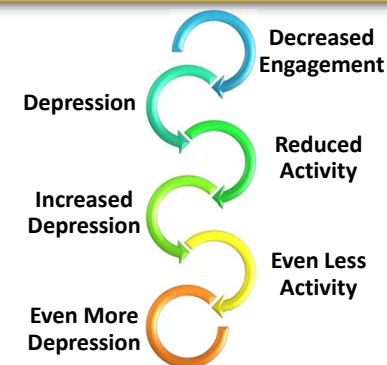 Decreased
Engagement
Depression
Reduced
Activity
Increased
Depression
Even Less
Activity
Even More
Depression